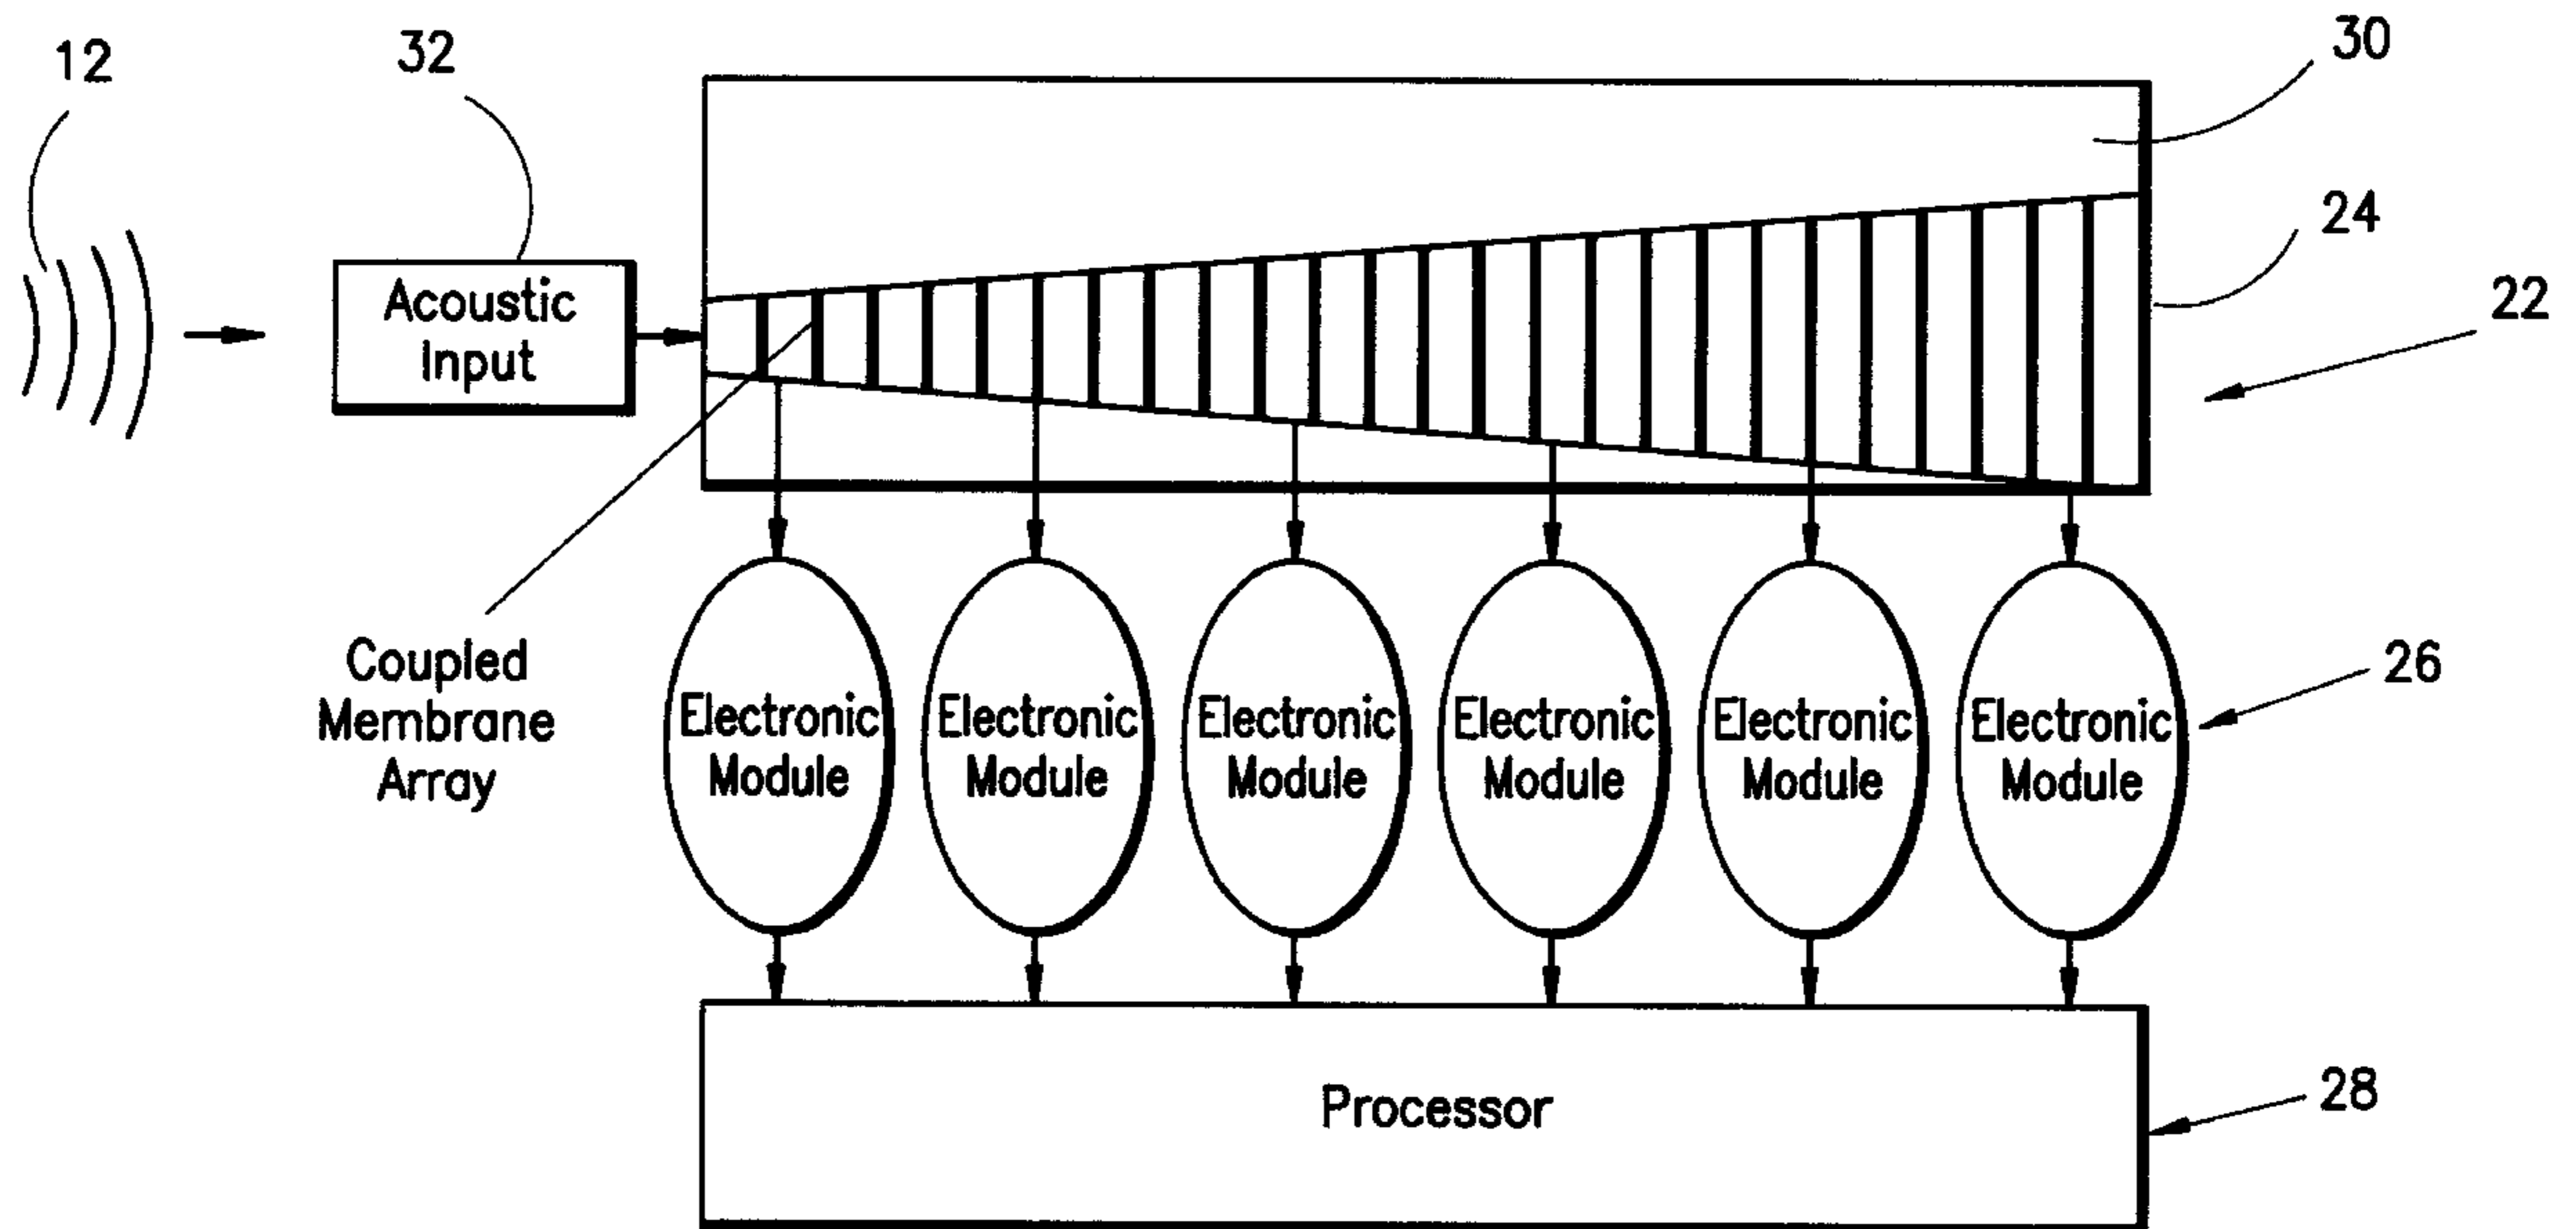 12
32
30
24
22
Acoustic
Input
Coupled
Membrane
Array
Electronic
Module
Electronic
Module
Electronic
Module
Electronic
Module
Electronic
Module
Electronic
Module
26
Processor
28